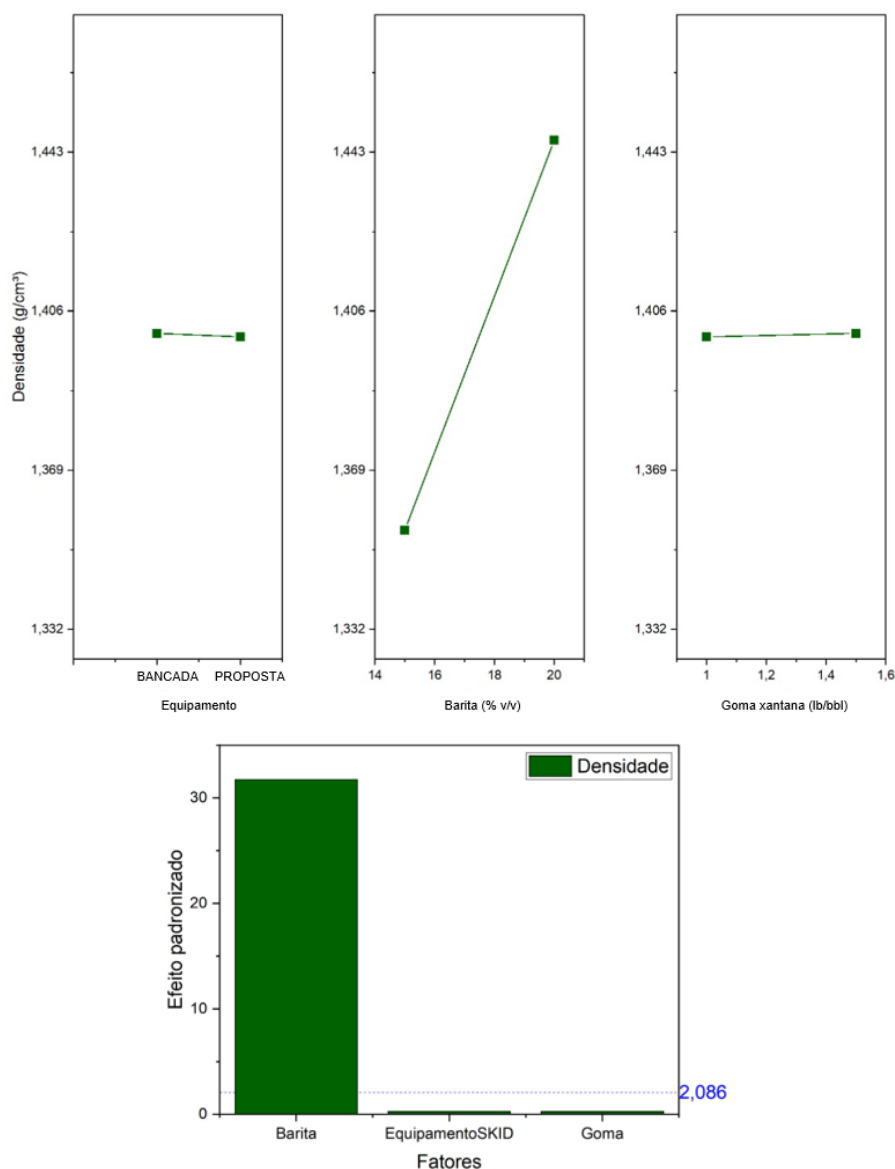 Densidade (g/cm³)
1,443
1,406
1,369
1,332
BANCADA PROPOSTA
Equipamento
1,443
1,406
1,369
1,332
14 16 18 20 21
Barita (% v/v)
1,443
1,406
1,369
1,332
1 1,2 1,4 1,6
Goma xantana (lb/bbl)
Densidade
Efeito padronizado
30
20
10
0
2,086
Barita EquipamentoSKID Goma
Fatores